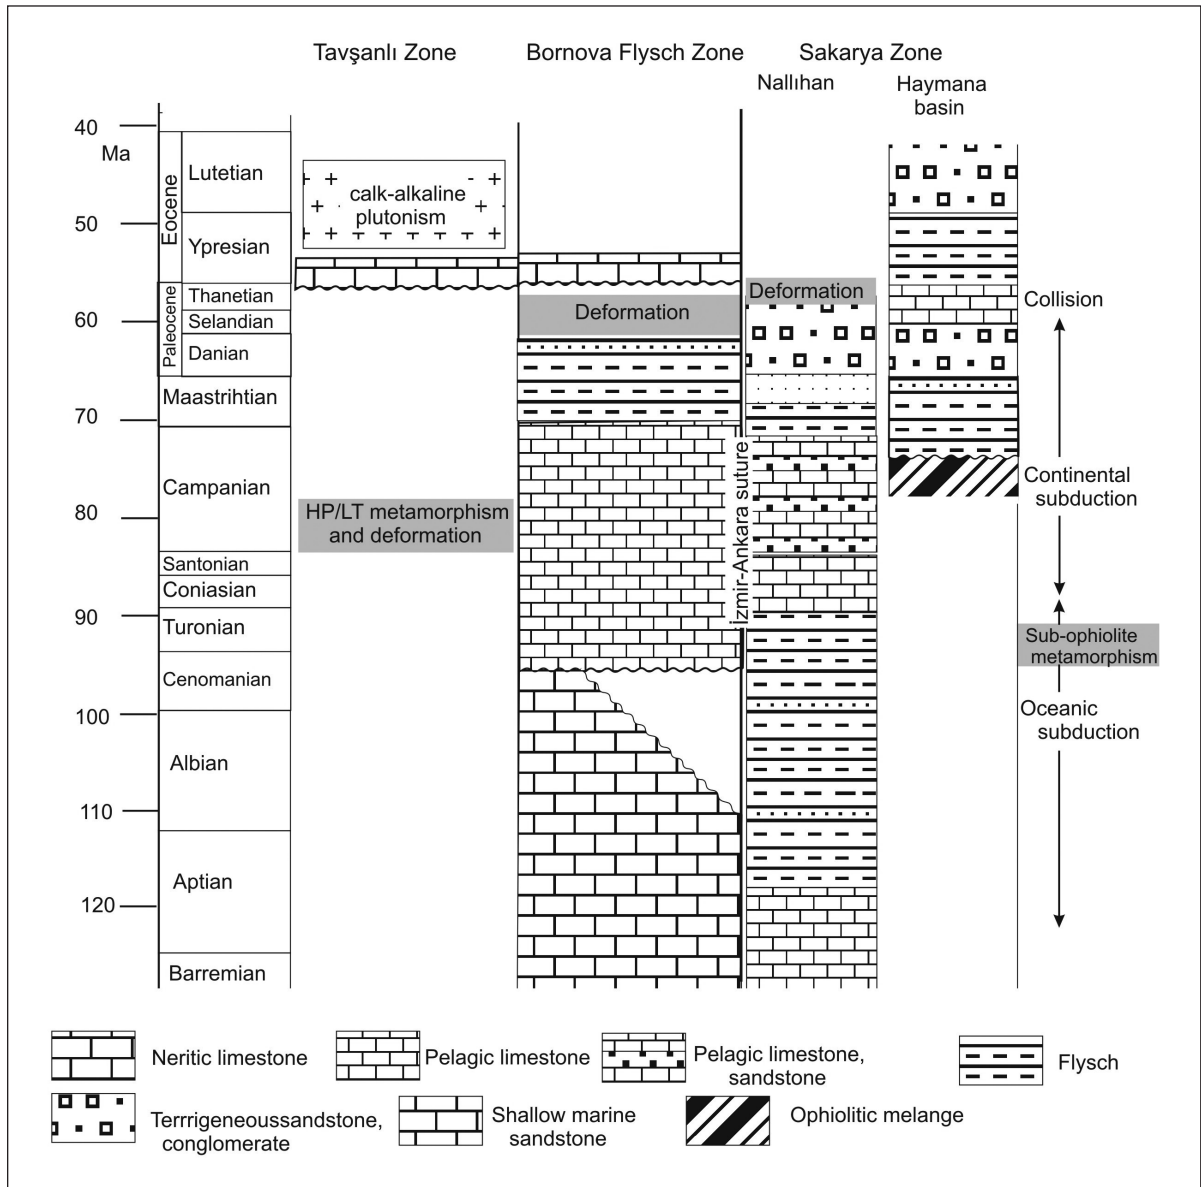 Tavşanlı Zone
Bornova Flysch Zone
Sakarya Zone
Nallıhan
Haymana
basin
40
Ma
50
60
70
80
90
100
110
120
Eocene
Paleocene
Lutetian
Ypresian
Thanetian
Selandian
Danian
Maastrihtian
Campanian
Santonian
Coniasian
Turonian
Cenomanian
Albian
Aptian
Barremian
calk-alkaline
plutonism
HP/LT metamorphism
and deformation
Deformation
İzmir-Ankara suture
Deformation
Collision
Continental
subduction
Sub-ophiolite
metamorphism
Oceanic
subduction
Neritic limestone
Pelagic limestone
Pelagic limestone,
sandstone
Flysch
Terrrigeneoussandstone,
conglomerate
Shallow marine
sandstone
Ophiolitic melange